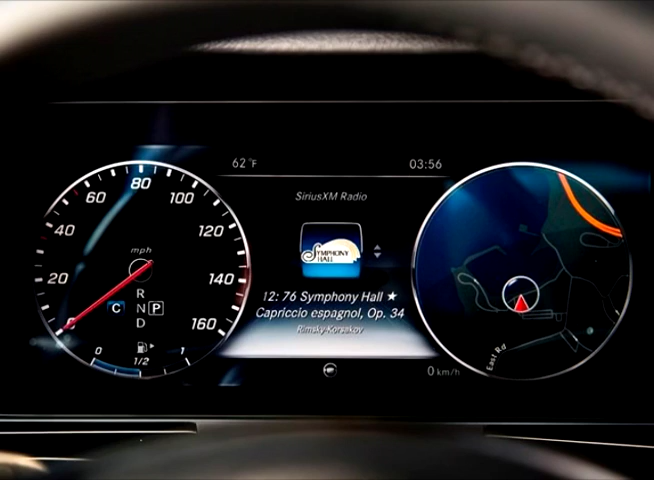 62°F 03:56
SiriusXM Radio
SYMPHONY
HALL
12: 76 Symphony Hall ★
Capriccio espagnol, Op. 34
Rimsky-Korsakov
0 km/h
0
20
40
60
80
100
120
140
160
mph
R
C N P
D
0 1/2 1
East Rd